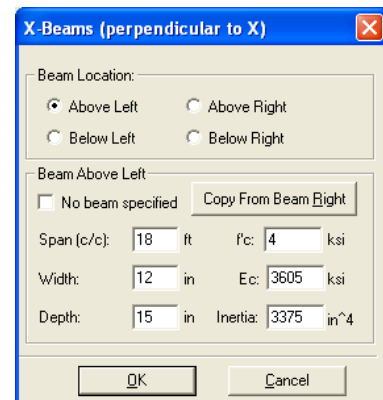 X-Beams (perpendicular to X)
Beam Location:
Above Left Above Right
Below Left Below Right
Beam Above Left
No beam specified Copy From Beam Right
Span (c/c): 18 ft f'c: 4 ksi
Width: 12 in Ec: 3605 ksi
Depth: 15 in Inertia: 3375 in^4
OK Cancel